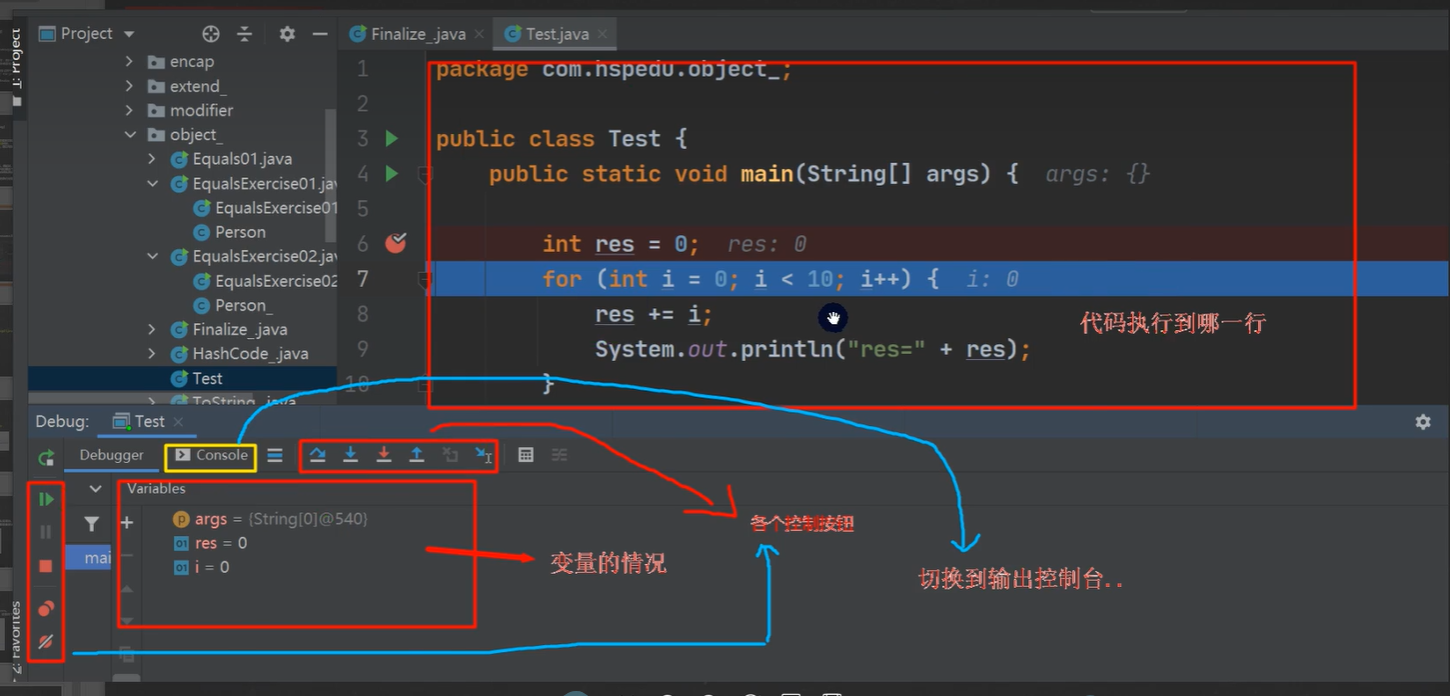 1: Project
Project
Finalize_.java
Test.java
encap
extend_
modifier
object_
Equals01.java
EqualsExercise01.jav
EqualsExercise01
Person
EqualsExercise02.jav
EqualsExercise02
Person_
Finalize_.java
HashCode_.java
Test
ToString_.java
1 package com.hspedu.object_;
2
3 public class Test {
4 public static void main(String[] args) { args: {}
5
6 int res = 0; res: 0
7 for (int i = 0; i < 10; i++) { i: 0
8 res += i;
9 System.out.println("res=" + res);
10 }
代码执行到哪一行
Debug: Test
Debugger Console
Variables
args = {String[0]@540}
res = 0
i = 0
mai
变量的情况
各个控制按钮
切换到输出控制台..
2: Favorites